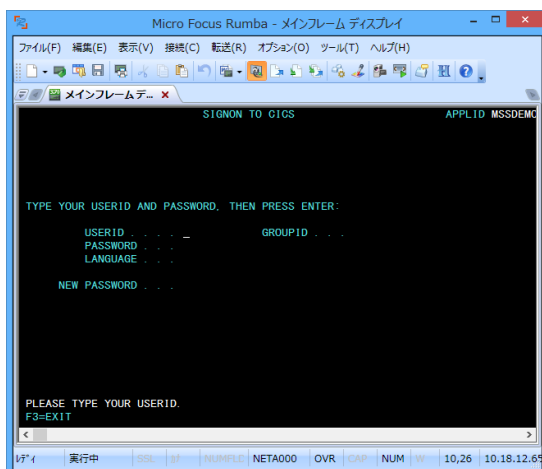 Micro Focus Rumba - メインフレーム ディスプレイ
ファイル(F) 編集(E) 表示(V) 接続(C) 転送(R) オプション(O) ツール(T) ヘルプ(H)
メインフレームデ...
SIGNON TO CICS APPLID MSSDEMO
TYPE YOUR USERID AND PASSWORD, THEN PRESS ENTER:
USERID . . . . _ GROUPID . . .
PASSWORD . . .
LANGUAGE . . .
NEW PASSWORD . . .
PLEASE TYPE YOUR USERID.
F3=EXIT
ﾚﾃﾞｨ 実行中 SSL NUMFLD NETA000 OVR CAP NUM W 10,26 10.18.12.65